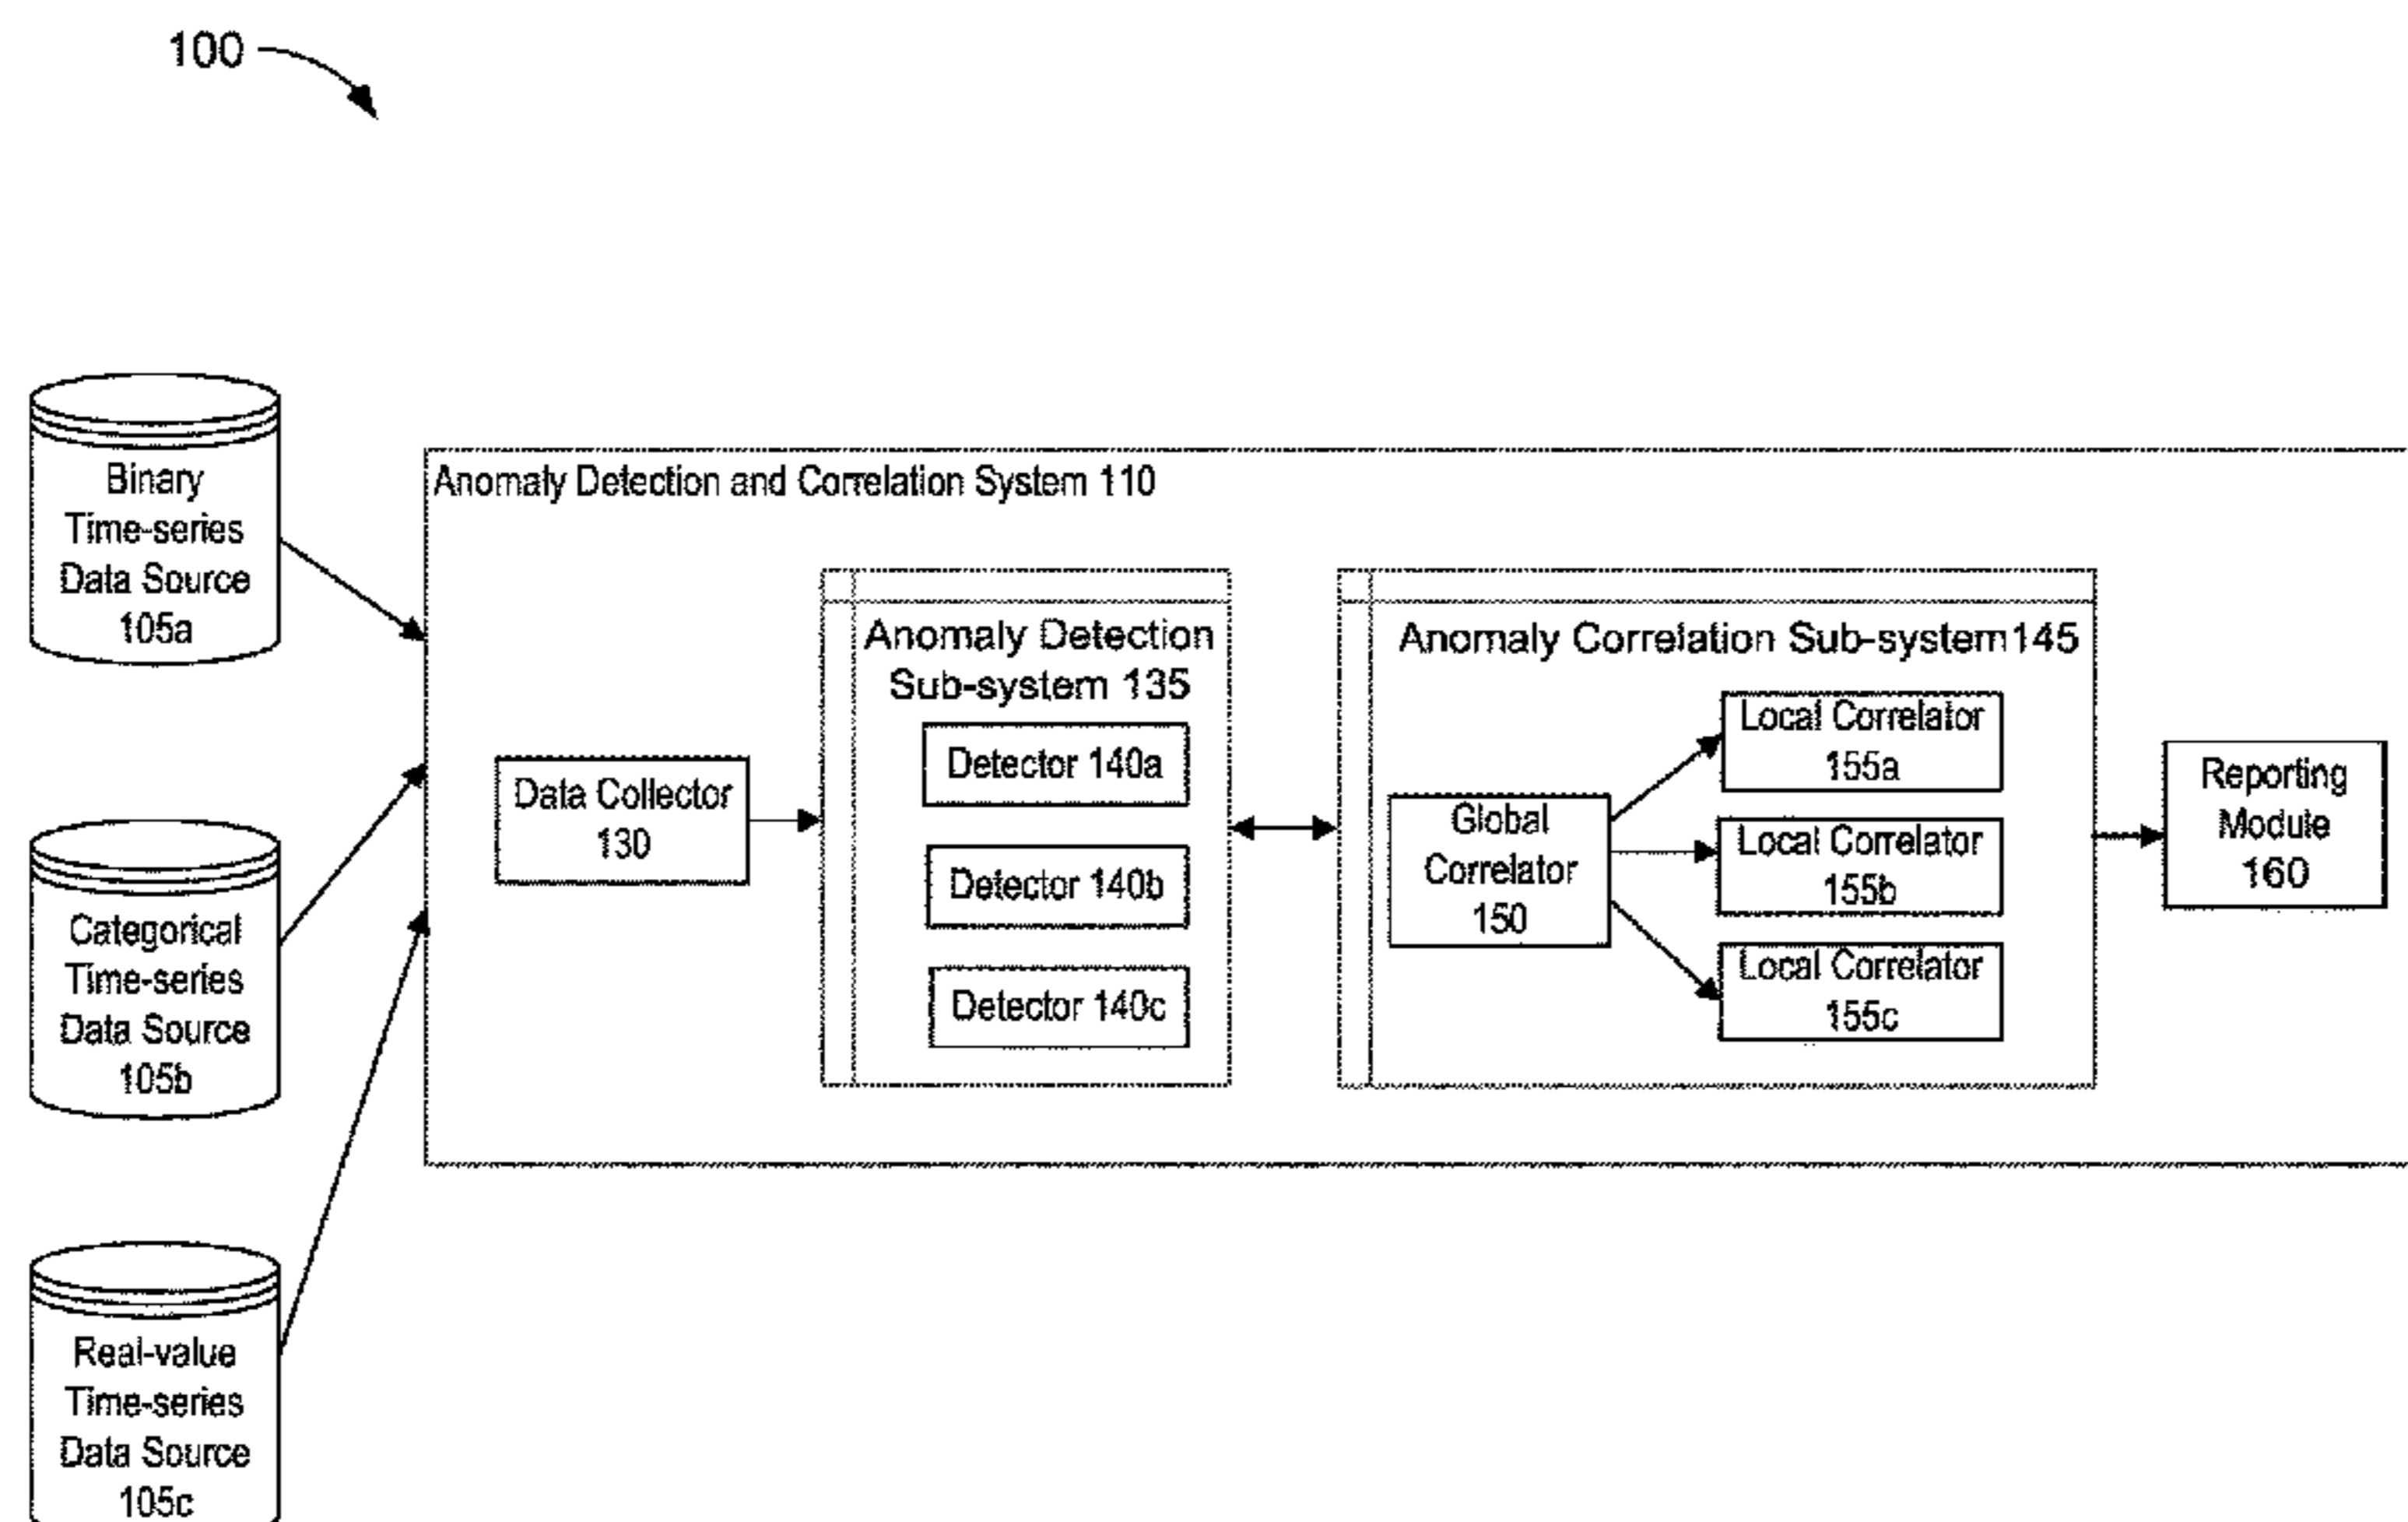 100
Binary
Time-series
Data Source
105a
Categorical
Time-series
Data Source
105b
Real-value
Time-series
Data Source
105c
Anomaly Detection and Correlation System 110
Data Collector
130
Anomaly Detection
Sub-system 135
Detector 140a
Detector 140b
Detector 140c
Anomaly Correlation Sub-system145
Global
Correlator
150
Local Correlator
155a
Local Correlator
155b
Local Correlator
155c
Reporting
Module
160